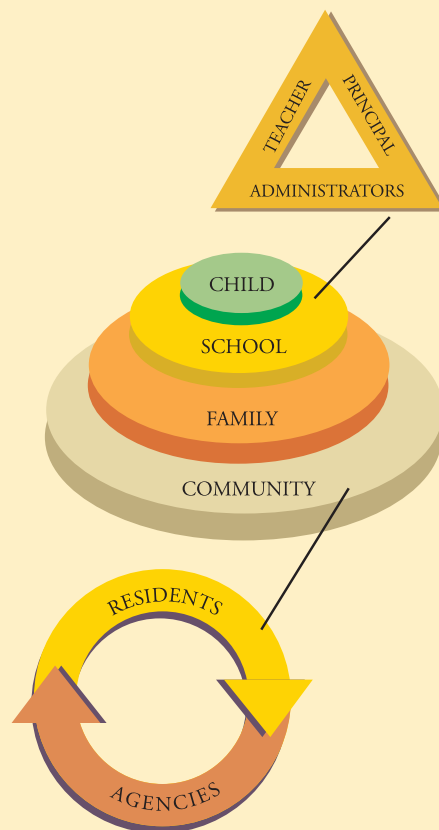 TEACHER
PRINCIPAL
ADMINISTRATORS
CHILD
SCHOOL
FAMILY
COMMUNITY
RESIDENTS
AGENCIES